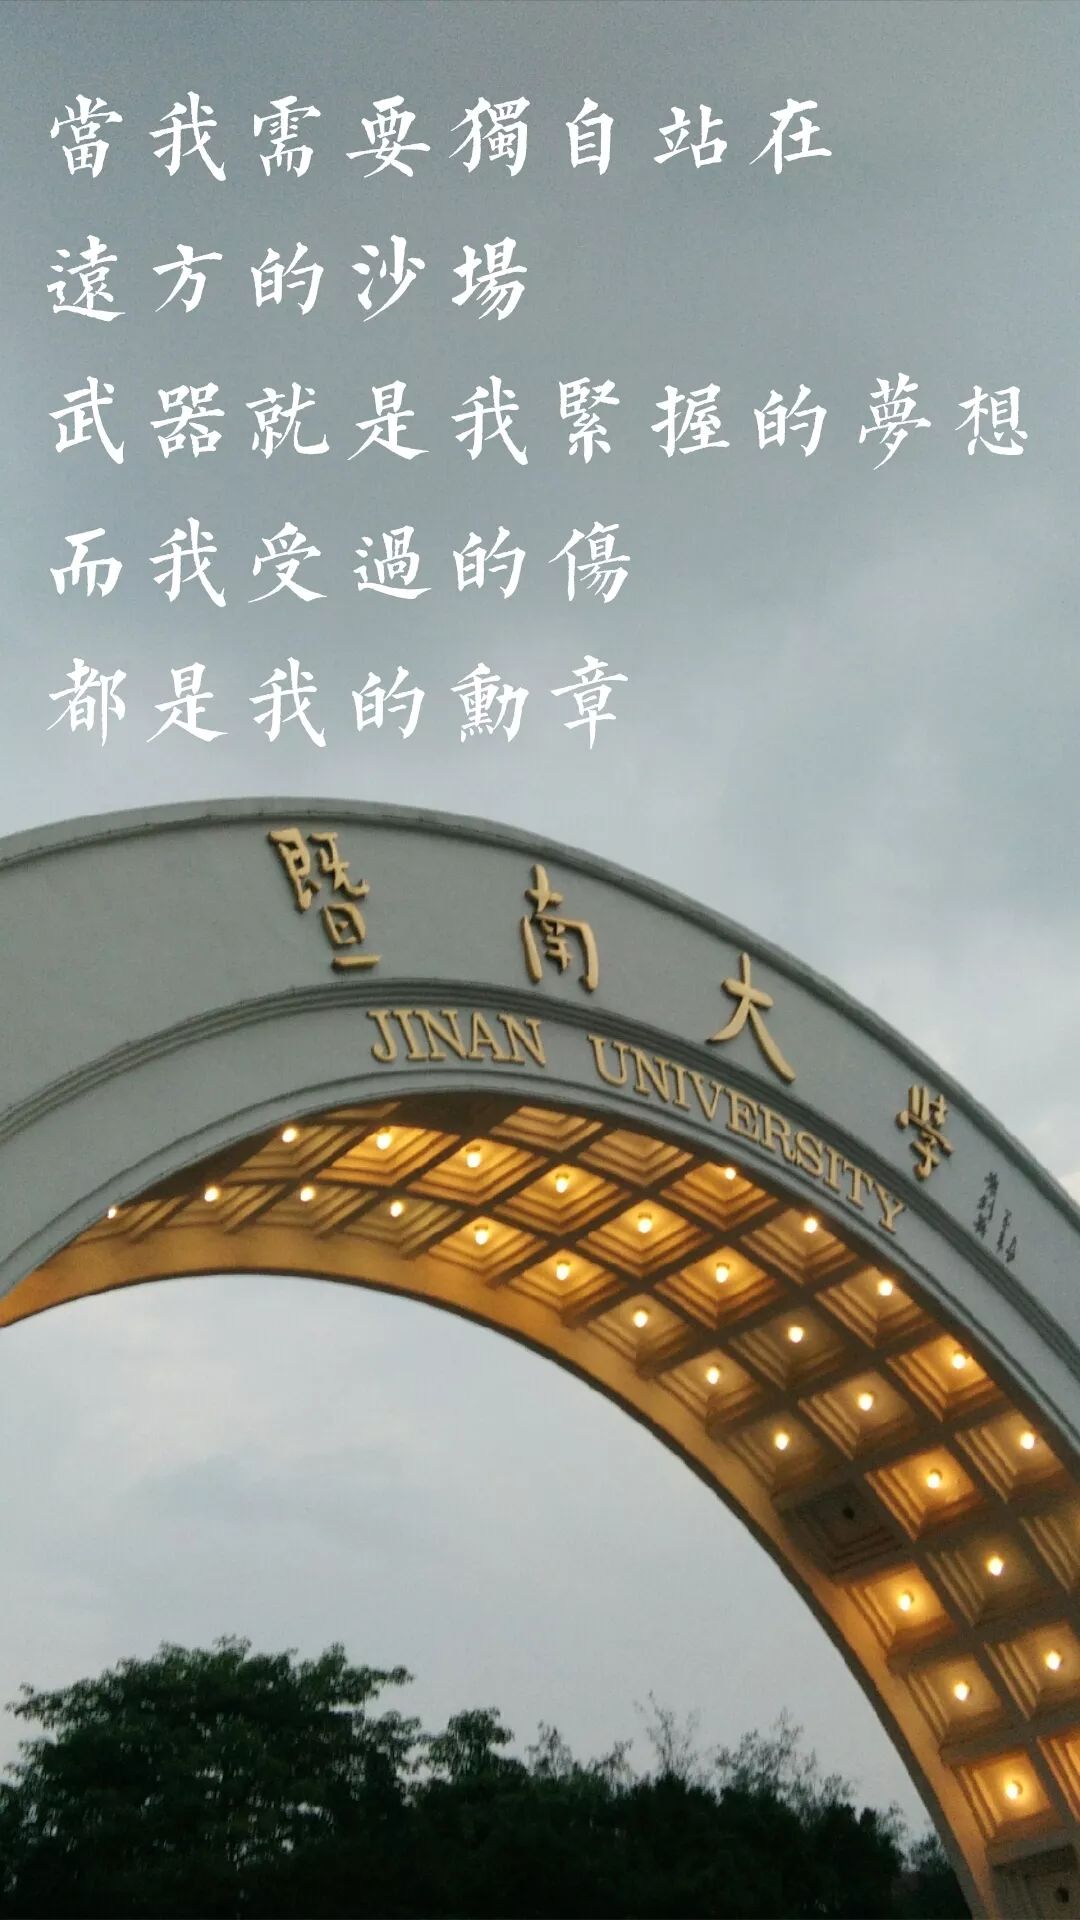 當我需要獨自站在
遠方的沙場
武器就是我緊握的夢想
而我受過的傷
都是我的勳章
暨南大學
JINAN UNIVERSITY